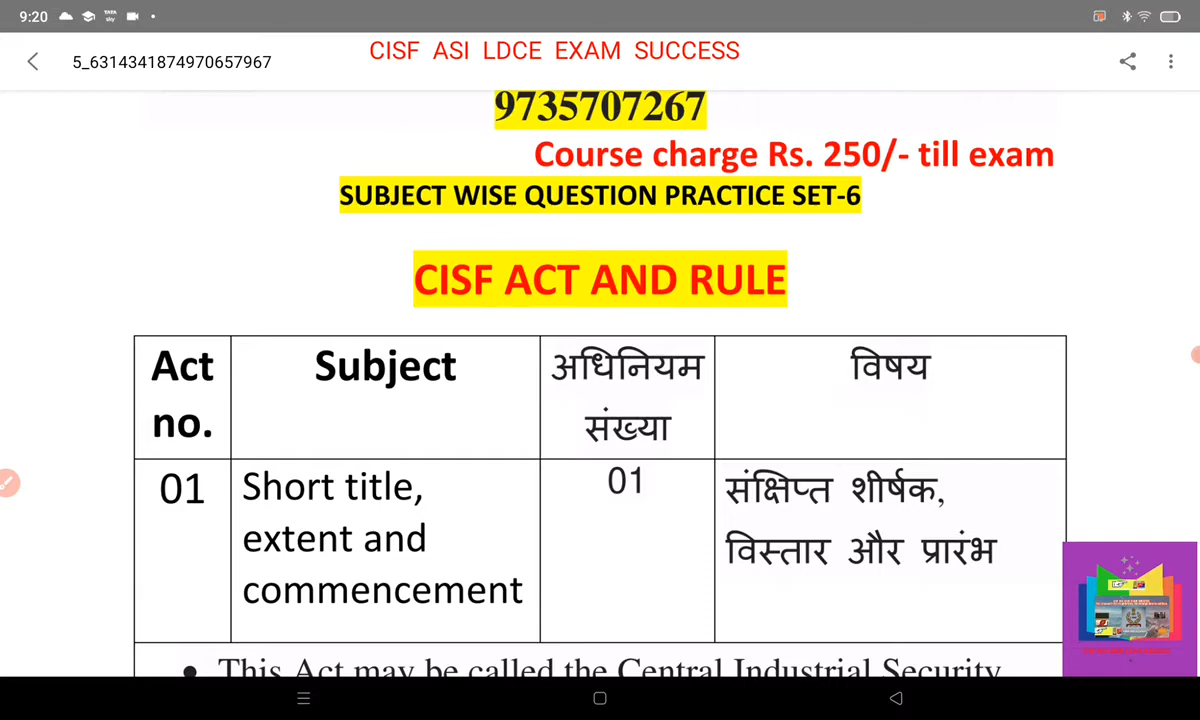 9:20
TATA
sky
5_6314341874970657967
CISF ASI LDCE EXAM SUCCESS
9735707267
Course charge Rs. 250/- till exam
SUBJECT WISE QUESTION PRACTICE SET-6
CISF ACT AND RULE
Act no.
Subject
अधिनियम
संख्या
विषय
01
Short title,
extent and
commencement
01
संक्षिप्त शीर्षक,
विस्तार और प्रारंभ
• This Act may be called the Central Industrial Security